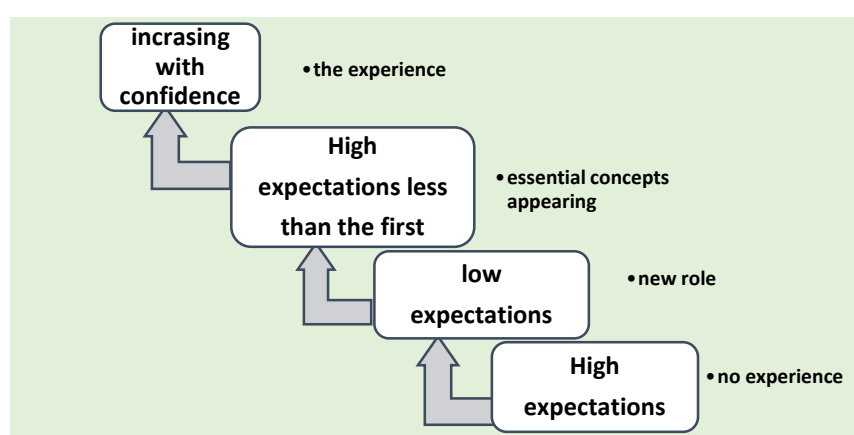 incrasing
with
confidence
•the experience
High
expectations less
than the first
•essential concepts
appearing
low
expectations
•new role
High
expectations
•no experience